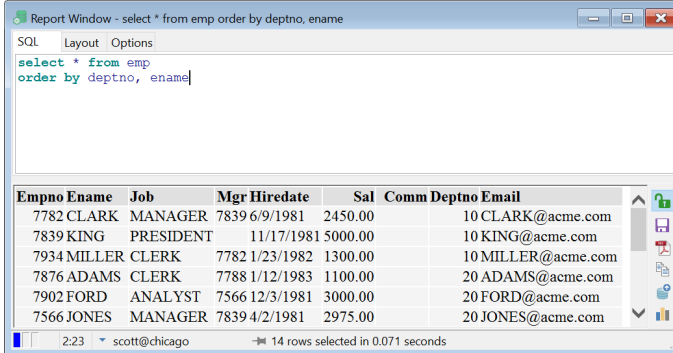 Report Window - select * from emp order by deptno, ename
SQL Layout Options
select * from emp
order by deptno, ename
Empno Ename Job Mgr Hiredate Sal Comm Deptno Email
7782 CLARK MANAGER 7839 6/9/1981 2450.00 10 CLARK@acme.com
7839 KING PRESIDENT 11/17/1981 5000.00 10 KING@acme.com
7934 MILLER CLERK 7782 1/23/1982 1300.00 10 MILLER@acme.com
7876 ADAMS CLERK 7788 1/12/1983 1100.00 20 ADAMS@acme.com
7902 FORD ANALYST 7566 12/3/1981 3000.00 20 FORD@acme.com
7566 JONES MANAGER 7839 4/2/1981 2975.00 20 JONES@acme.com
2:23 scott@chicago 14 rows selected in 0.071 seconds